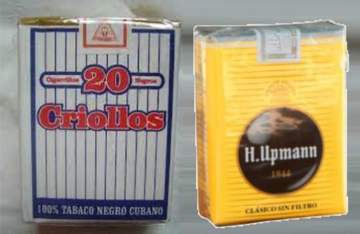 Cigarrillos 20 Negros
Criollos
100% TABACO NEGRO CUBANO
H.Upmann
1844
CLÁSICO SIN FILTRO